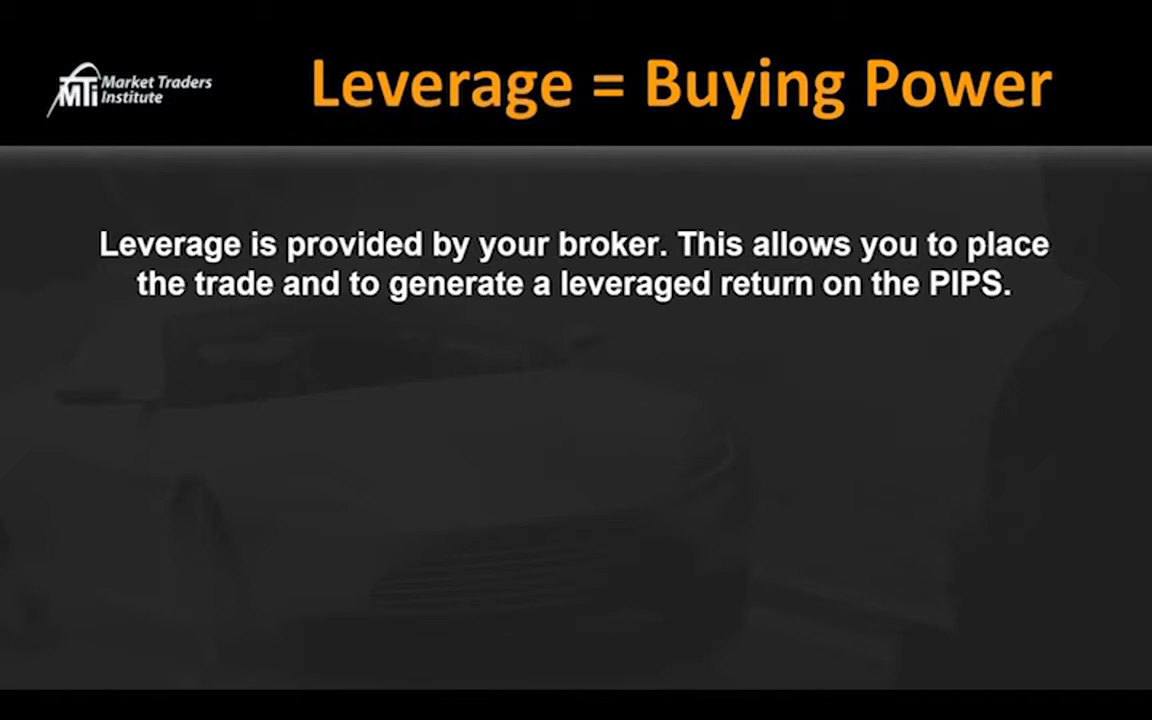 MTi Market Traders
Institute
Leverage = Buying Power
Leverage is provided by your broker. This allows you to place
the trade and to generate a leveraged return on the PIPS.